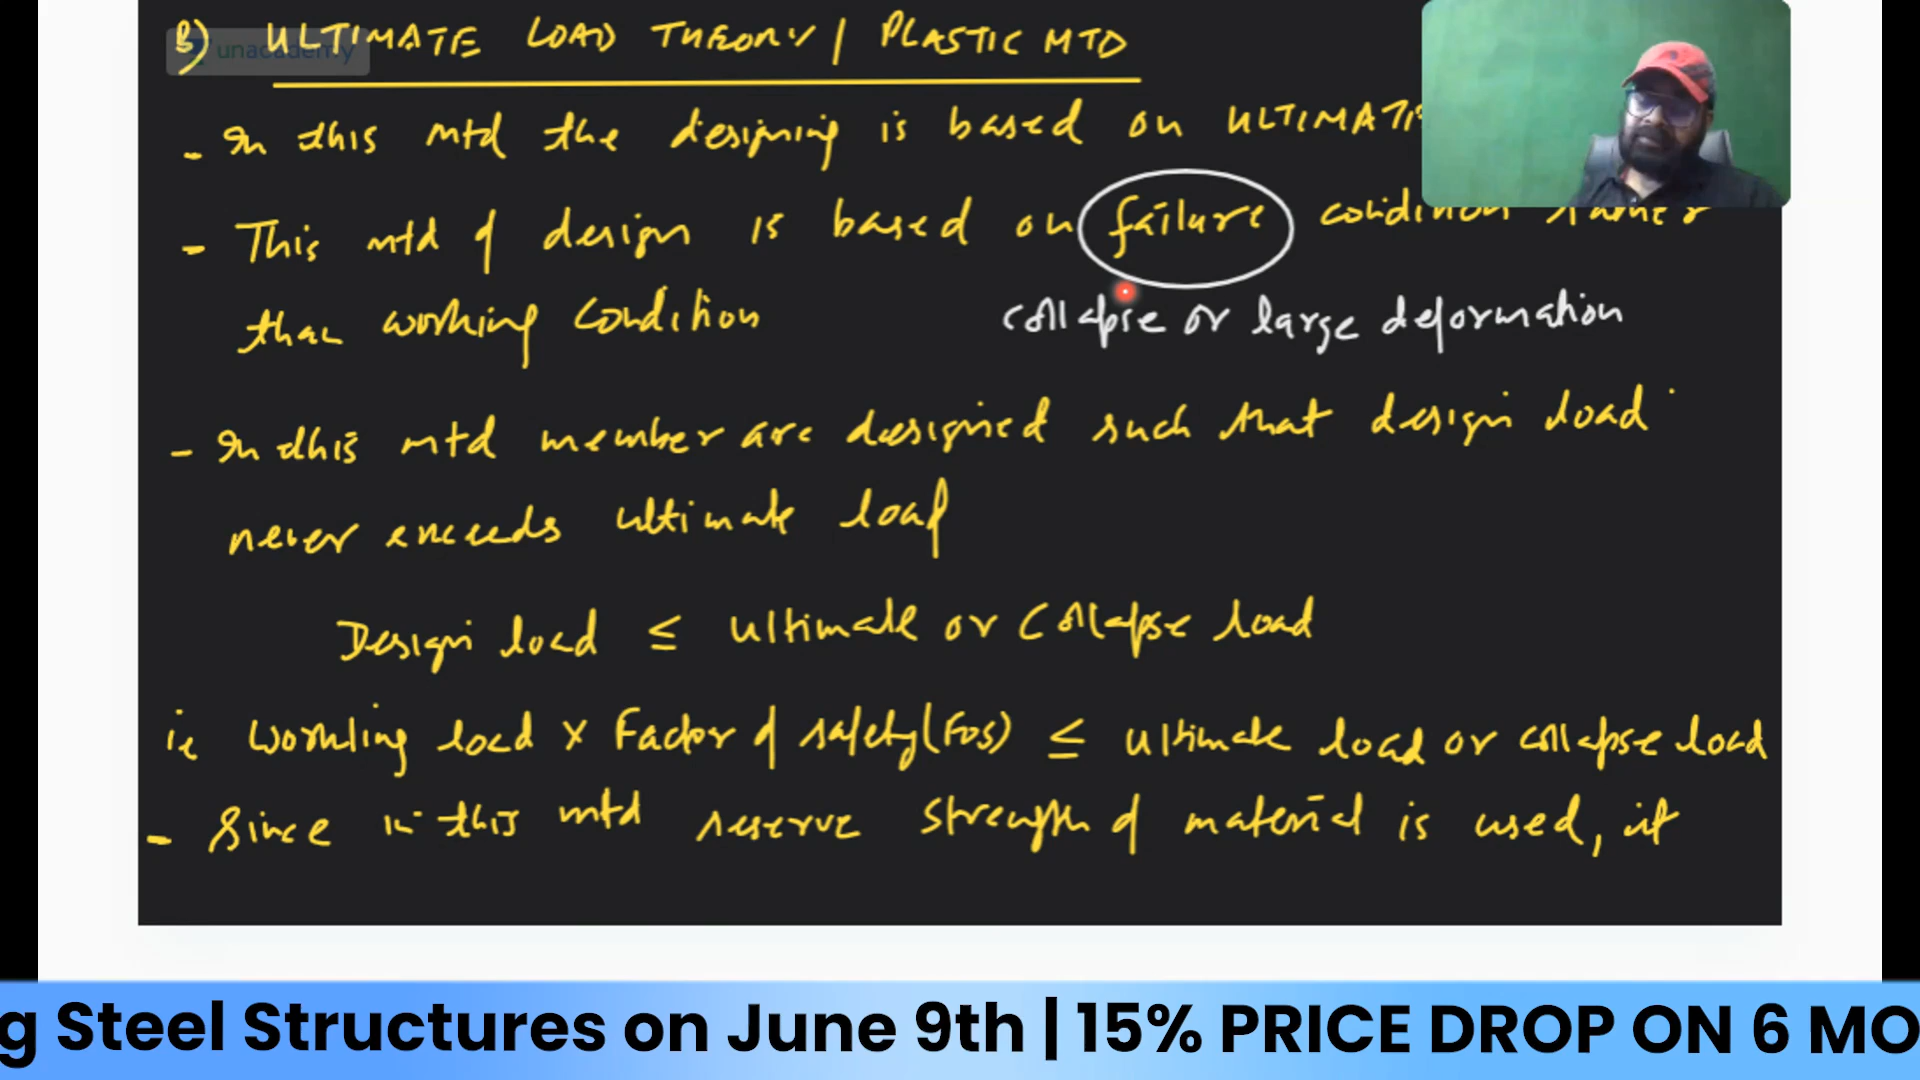 B) ULTIMATE LOAD THEORY / PLASTIC MTD
unacademy
- In this mtd the designing is based on ULTIMATE
- This mtd of design is based on failure condition rather
than working condition
collapse or large deformation
- In this mtd member are designed such that design load
never exceeds ultimate load
Design load ≤ ultimate or collapse load
ie working load x Factor of safety (FOS) ≤ ultimate load or collapse load
- Since in this mtd reserve strength of material is used, it
g Steel Structures on June 9th | 15% PRICE DROP ON 6 MO